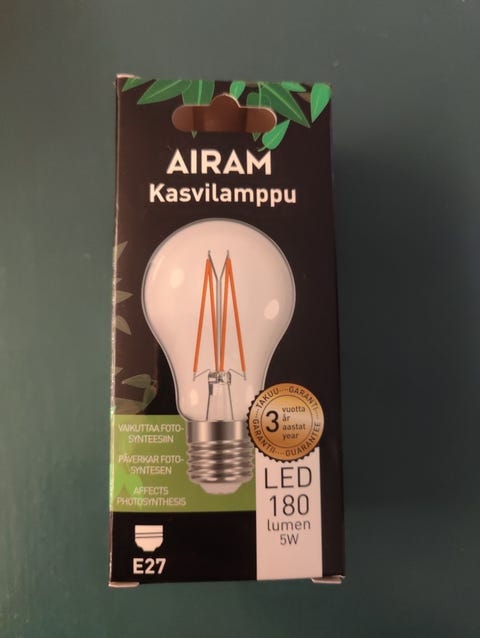 AIRAM
Kasvilamppu
VAIKUTTAA FOTO-
SYNTEESIIN
PÅVERKAR FOTO-
SYNTESEN
AFFECTS
PHOTOSYNTHESIS
E27
TAKUU GARANTI
3 vuotta
år
aastat
year
GARANTII GUARANTEE
LED
180
lumen
5W